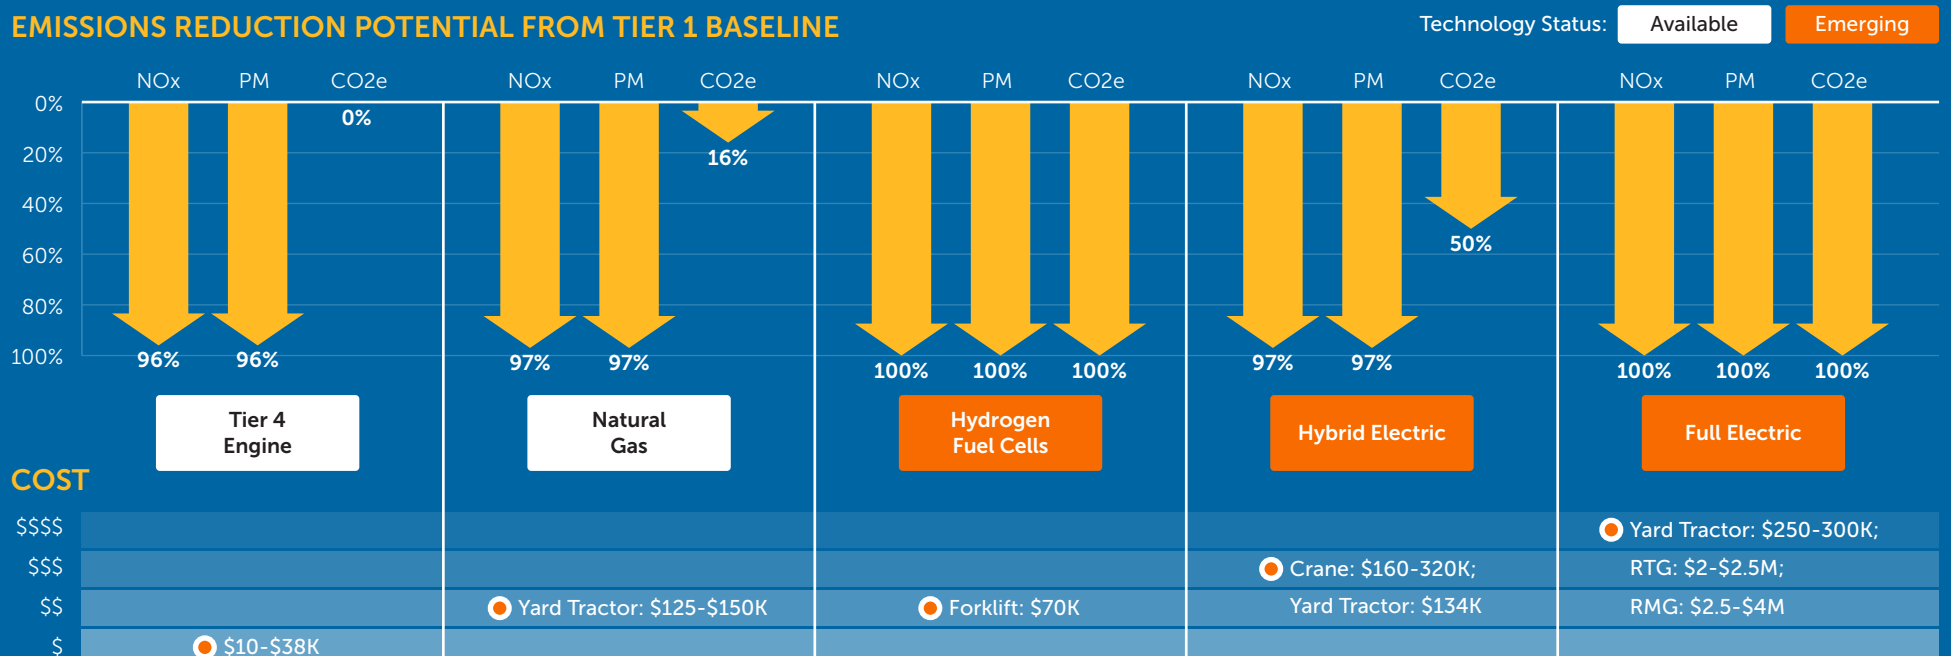 EMISSIONS REDUCTION POTENTIAL FROM TIER 1 BASELINE
Technology Status: Available Emerging
NOx PM CO2e NOx PM CO2e NOx PM CO2e NOx PM CO2e NOx PM CO2e
0%
20%
40%
60%
80%
100%
96% 96% 0%
97% 97% 16%
100% 100% 100%
97% 97% 50%
100% 100% 100%
Tier 4
Engine
Natural
Gas
Hydrogen
Fuel Cells
Hybrid Electric
Full Electric
COST
$$$$ Yard Tractor: $250-300K;
$$$ Crane: $160-320K; RTG: $2-$2.5M;
$$ Yard Tractor: $125-$150K Forklift: $70K Yard Tractor: $134K RMG: $2.5-$4M
$ $10-$38K